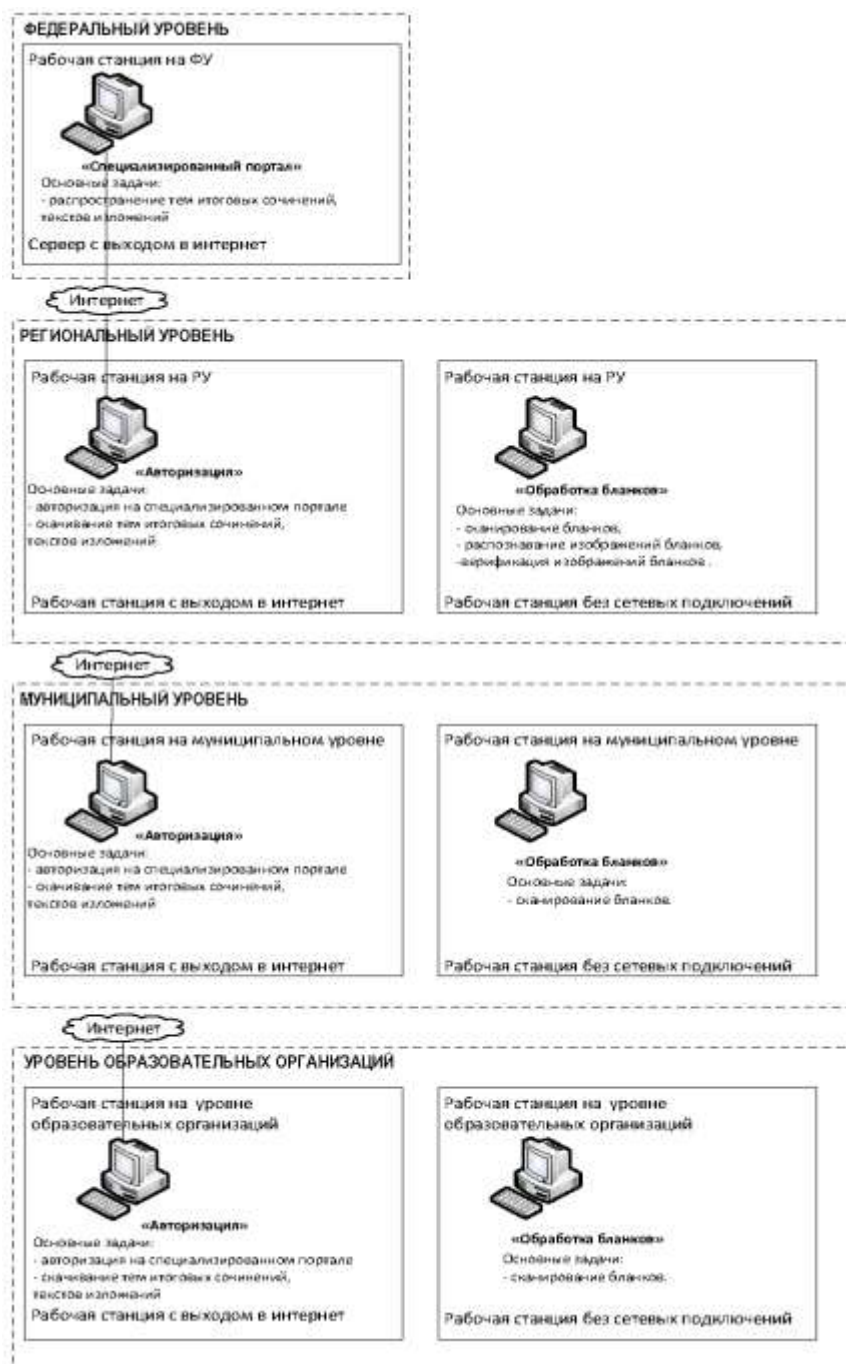 ФЕДЕРАЛЬНЫЙ УРОВЕНЬ
Рабочая станция на ФУ
«Специализированный портал»
Основные задачи:
- распространение тем итоговых сочинений,
текстов изложений
Сервер с выходом в интернет
Интернет
РЕГИОНАЛЬНЫЙ УРОВЕНЬ
Рабочая станция на РУ
«Авторизация»
Основные задачи:
- авторизация на специализированном портале
- скачивание тем итоговых сочинений,
текстов изложений
Рабочая станция с выходом в интернет
Рабочая станция на РУ
«Обработка бланков»
Основные задачи:
- сканирование бланков,
- распознавание изображений бланков,
-верификация изображений бланков .
Рабочая станция без сетевых подключений
Интернет
МУНИЦИПАЛЬНЫЙ УРОВЕНЬ
Рабочая станция на муниципальном уровне
«Авторизация»
Основные задачи:
- авторизация на специализированном портале
- скачивание тем итоговых сочинений,
текстов изложений
Рабочая станция с выходом в интернет
Рабочая станция на муниципальном уровне
«Обработка бланков»
Основные задачи:
- сканирование бланков.
Рабочая станция без сетевых подключений
Интернет
УРОВЕНЬ ОБРАЗОВАТЕЛЬНЫХ ОРГАНИЗАЦИЙ
Рабочая станция на уровне
образовательных организаций
«Авторизация»
Основные задачи:
- авторизация на специализированном портале
- скачивание тем итоговых сочинений,
текстов изложений
Рабочая станция с выходом в интернет
Рабочая станция на уровне
образовательных организаций
«Обработка бланков»
Основные задачи:
- сканирование бланков.
Рабочая станция без сетевых подключений